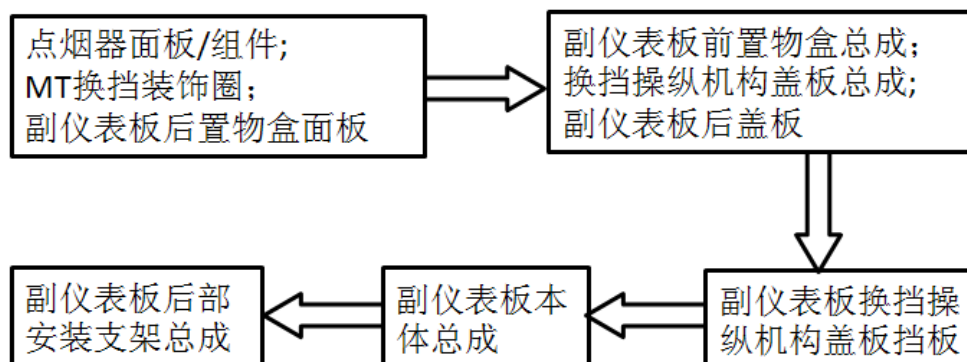 点烟器面板/组件;
MT换挡装饰圈；
副仪表板后置物盒面板
副仪表板前置物盒总成；
换挡操纵机构盖板总成;
副仪表板后盖板
副仪表板换挡操
纵机构盖板挡板
副仪表板本
体总成
副仪表板后部
安装支架总成